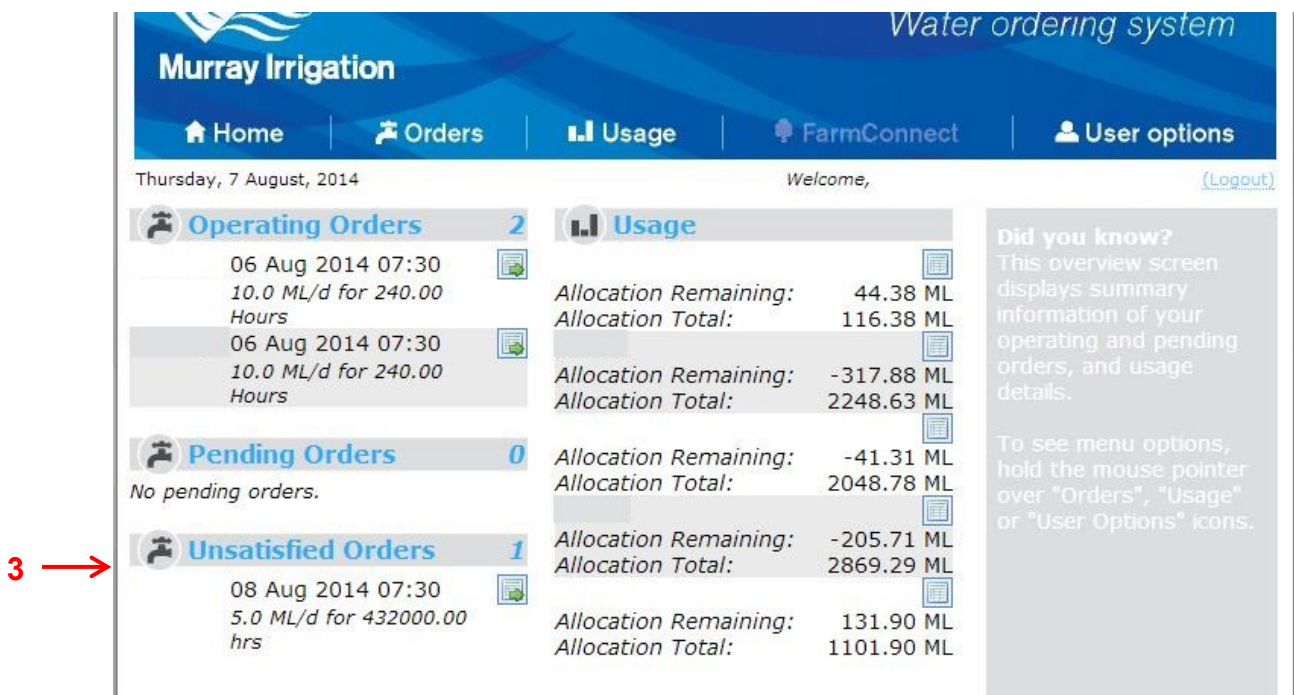 Water ordering system
Murray Irrigation
Home
Orders
Usage
FarmConnect
User options
Thursday, 7 August, 2014
Welcome,
(Logout)
Operating Orders 2
06 Aug 2014 07:30
10.0 ML/d for 240.00
Hours
06 Aug 2014 07:30
10.0 ML/d for 240.00
Hours
Pending Orders 0
No pending orders.
3
Unsatisfied Orders 1
08 Aug 2014 07:30
5.0 ML/d for 432000.00
hrs
Usage
Allocation Remaining: 44.38 ML
Allocation Total: 116.38 ML
Allocation Remaining: -317.88 ML
Allocation Total: 2248.63 ML
Allocation Remaining: -41.31 ML
Allocation Total: 2048.78 ML
Allocation Remaining: -205.71 ML
Allocation Total: 2869.29 ML
Allocation Remaining: 131.90 ML
Allocation Total: 1101.90 ML
Did you know?
This overview screen
displays summary
information of your
operating and pending
orders, and usage
details.
To see menu options,
hold the mouse pointer
over "Orders", "Usage"
or "User Options" icons.